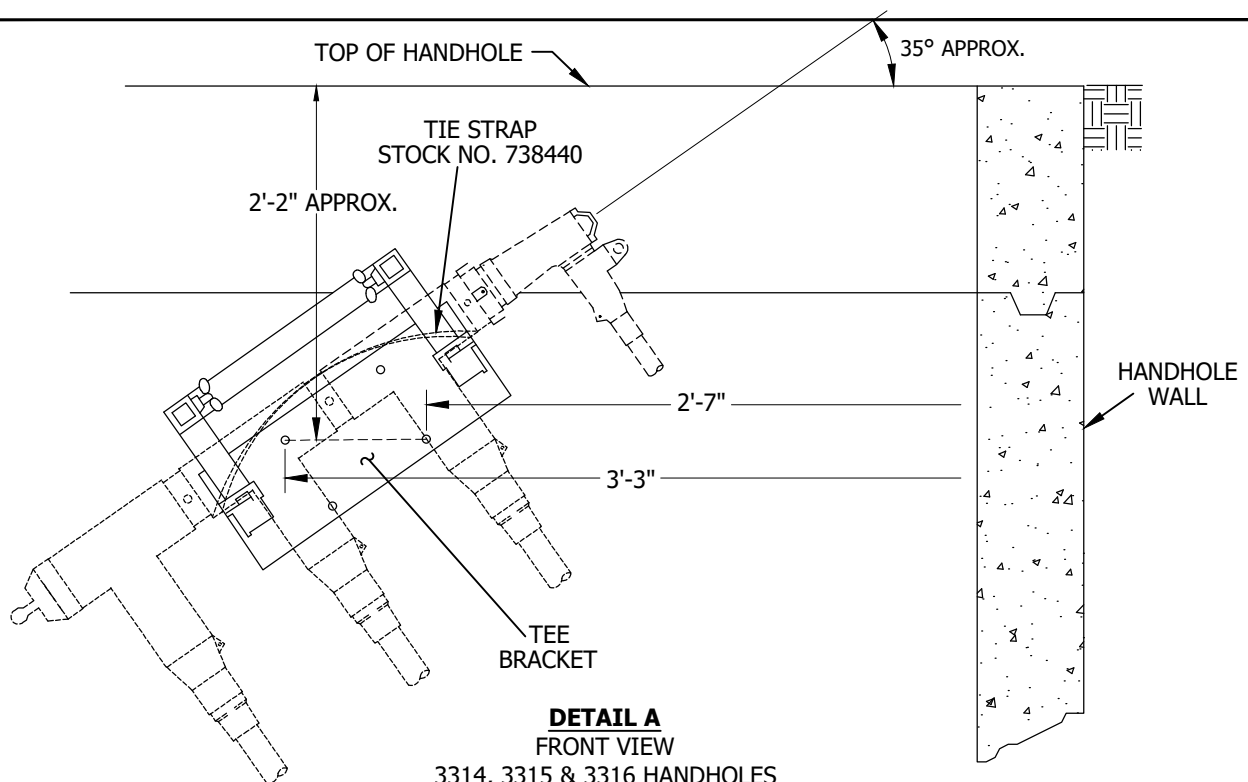 TOP OF HANDHOLE
35° APPROX.
TIE STRAP
STOCK NO. 738440
2'-2" APPROX.
2'-7"
HANDHOLE
WALL
3'-3"
TEE
BRACKET
DETAIL A
FRONT VIEW
3314, 3315 & 3316 HANDHOLES